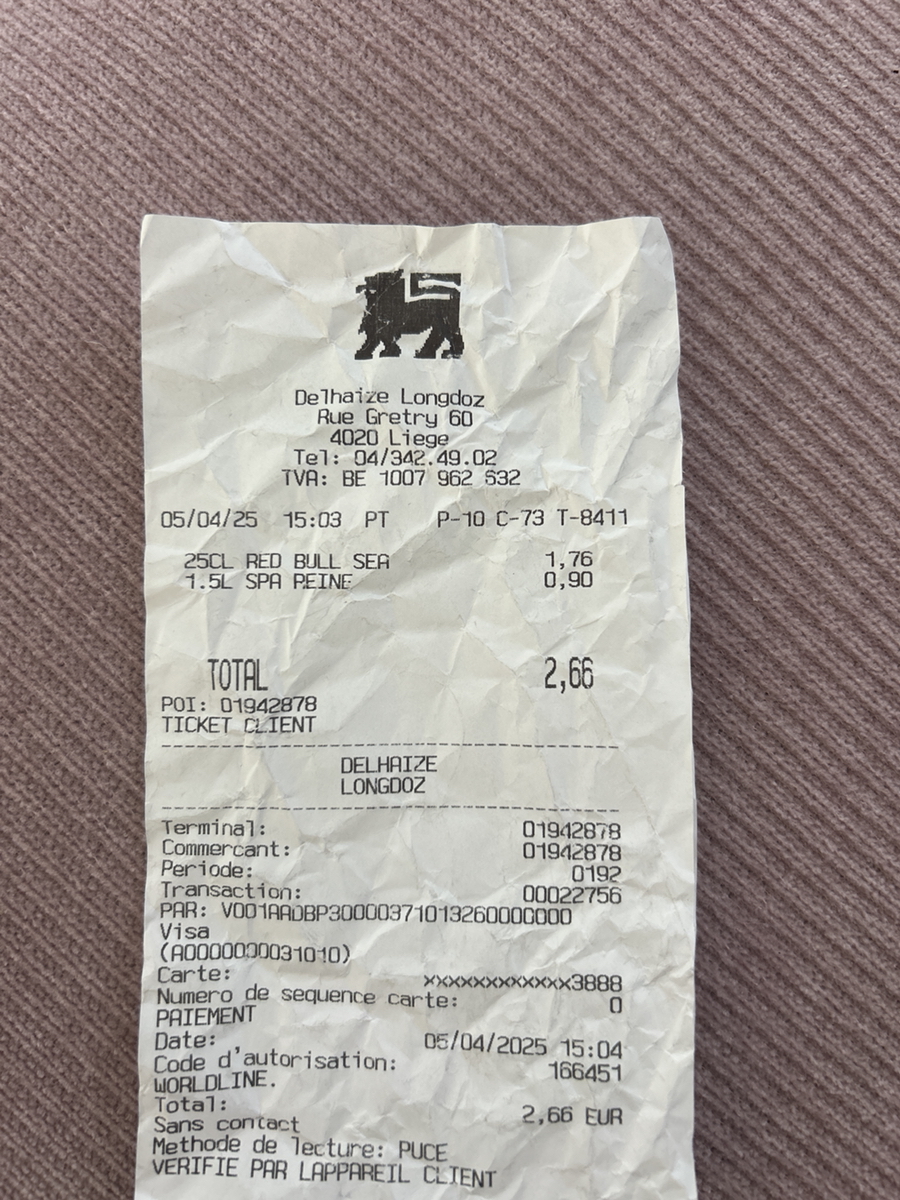 Delhaize Longdoz
Rue Gretry 60
4020 Liege
Tel: 04/342.49.02
TVA: BE 1007 962 632
05/04/25 15:03 PT P-10 C-73 T-8411
25CL RED BULL SEA 1,76
1.5L SPA REINE 0,90
TOTAL 2,66
POI: 01942878
TICKET CLIENT
DELHAIZE
LONGDOZ
Terminal: 01942878
Commercant: 01942878
Periode: 0192
Transaction: 00022756
PAR: V001AADBP30000371013260000000
Visa
(A0000000031010)
Carte: xxxxxxxxxxxx3888
Numero de sequence carte: 0
PAIEMENT
Date: 05/04/2025 15:04
Code d'autorisation: 166451
WORLDLINE.
Total: 2,66 EUR
Sans contact
Methode de lecture: PUCE
VERIFIE PAR LAPPAREIL CLIENT